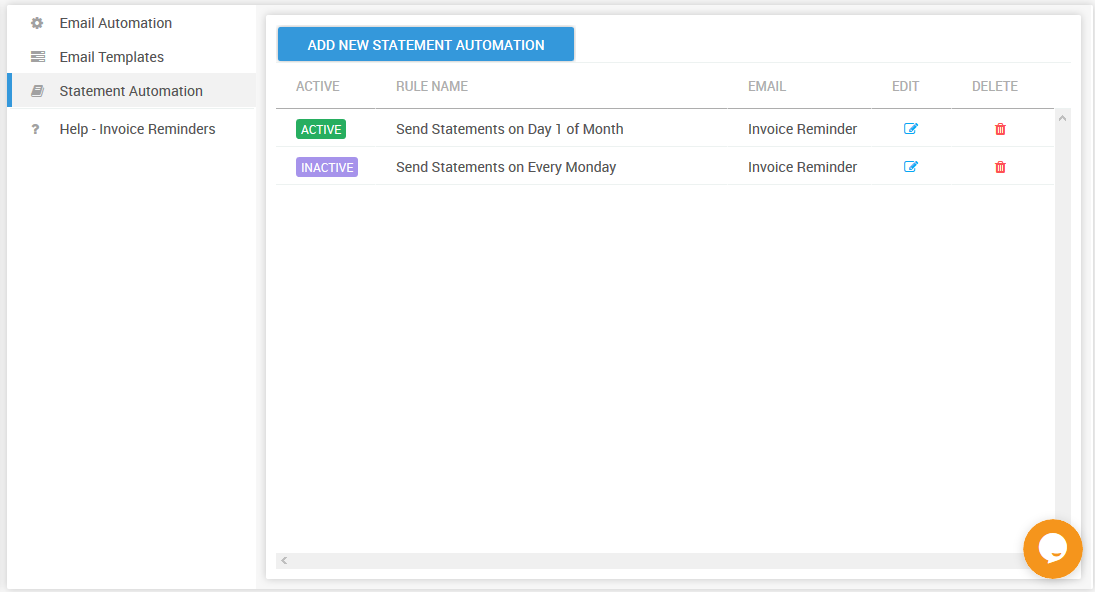 Email Automation
Email Templates
Statement Automation
? Help - Invoice Reminders
ADD NEW STATEMENT AUTOMATION
ACTIVE RULE NAME EMAIL EDIT DELETE
ACTIVE Send Statements on Day 1 of Month Invoice Reminder
INACTIVE Send Statements on Every Monday Invoice Reminder